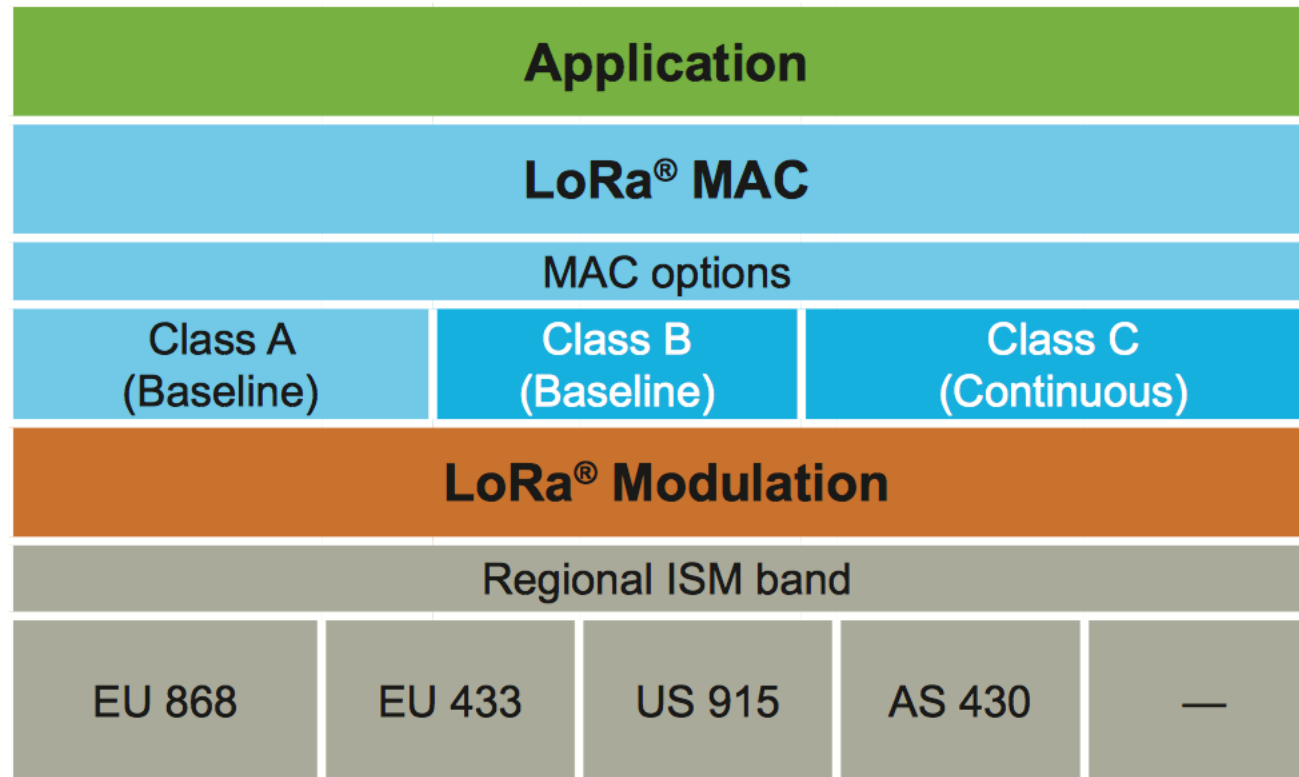 Application
LoRa® MAC
MAC options
Class A
(Baseline)
Class B
(Baseline)
Class C
(Continuous)
LoRa® Modulation
Regional ISM band
EU 868
EU 433
US 915
AS 430
—